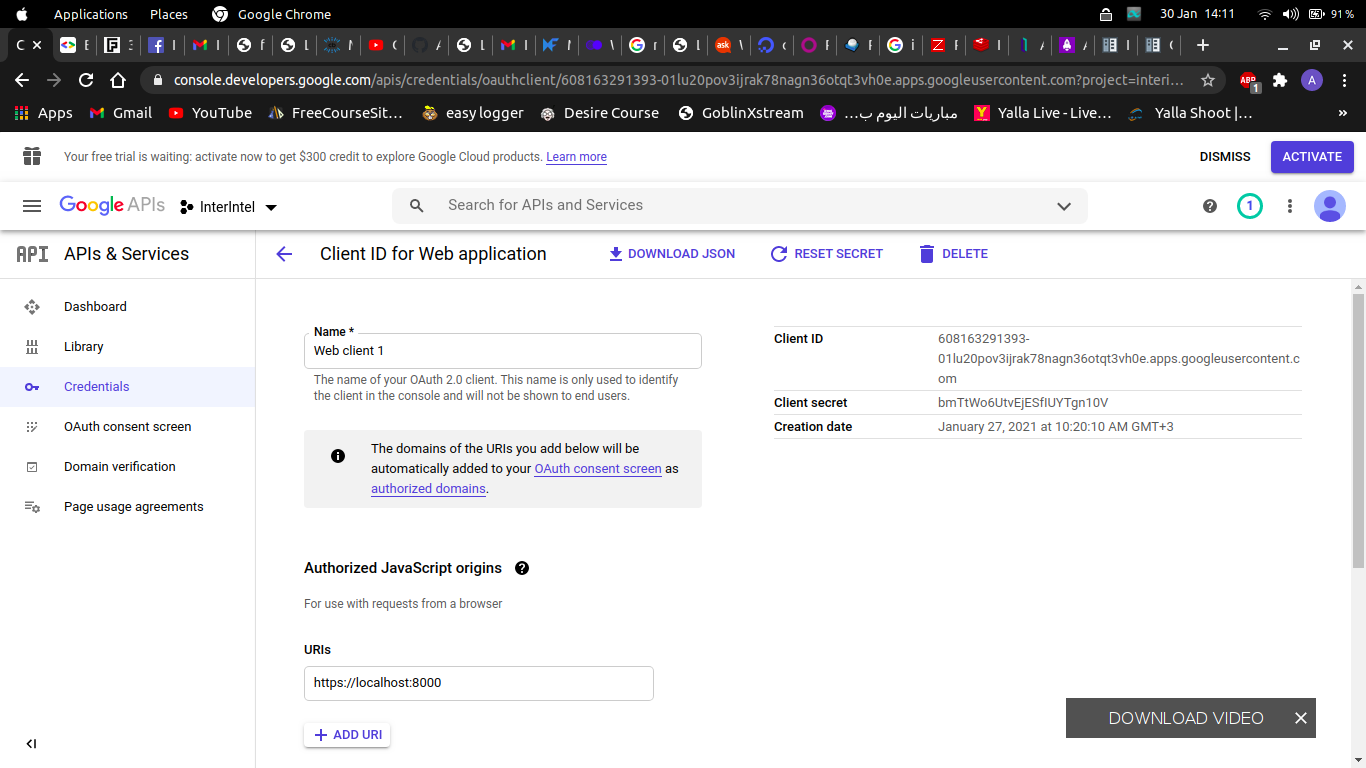 Applications Places Google Chrome 30 Jan 14:11 91 %
console.developers.google.com/apis/credentials/oauthclient/608163291393-01lu20pov3ijrak78nagn36otqt3vh0e.apps.googleusercontent.com?project=interi...
Apps Gmail YouTube FreeCourseSit... easy logger Desire Course GoblinXstream مباريات اليوم ب... Yalla Live - Live... Yalla Shoot |... »
Your free trial is waiting: activate now to get $300 credit to explore Google Cloud products. Learn more DISMISS ACTIVATE
Google APIs InterIntel Search for APIs and Services 1
API APIs & Services
Dashboard
Library
Credentials
OAuth consent screen
Domain verification
Page usage agreements
Client ID for Web application DOWNLOAD JSON RESET SECRET DELETE
Name *
Web client 1
The name of your OAuth 2.0 client. This name is only used to identify
the client in the console and will not be shown to end users.
The domains of the URIs you add below will be
automatically added to your OAuth consent screen as
authorized domains.
Authorized JavaScript origins
For use with requests from a browser
URIs
https://localhost:8000
ADD URI
Client ID 608163291393-
01lu20pov3ijrak78nagn36otqt3vh0e.apps.googleusercontent.c
om
Client secret bmTtWo6UtvEjESfIUYTgn10V
Creation date January 27, 2021 at 10:20:10 AM GMT+3
DOWNLOAD VIDEO